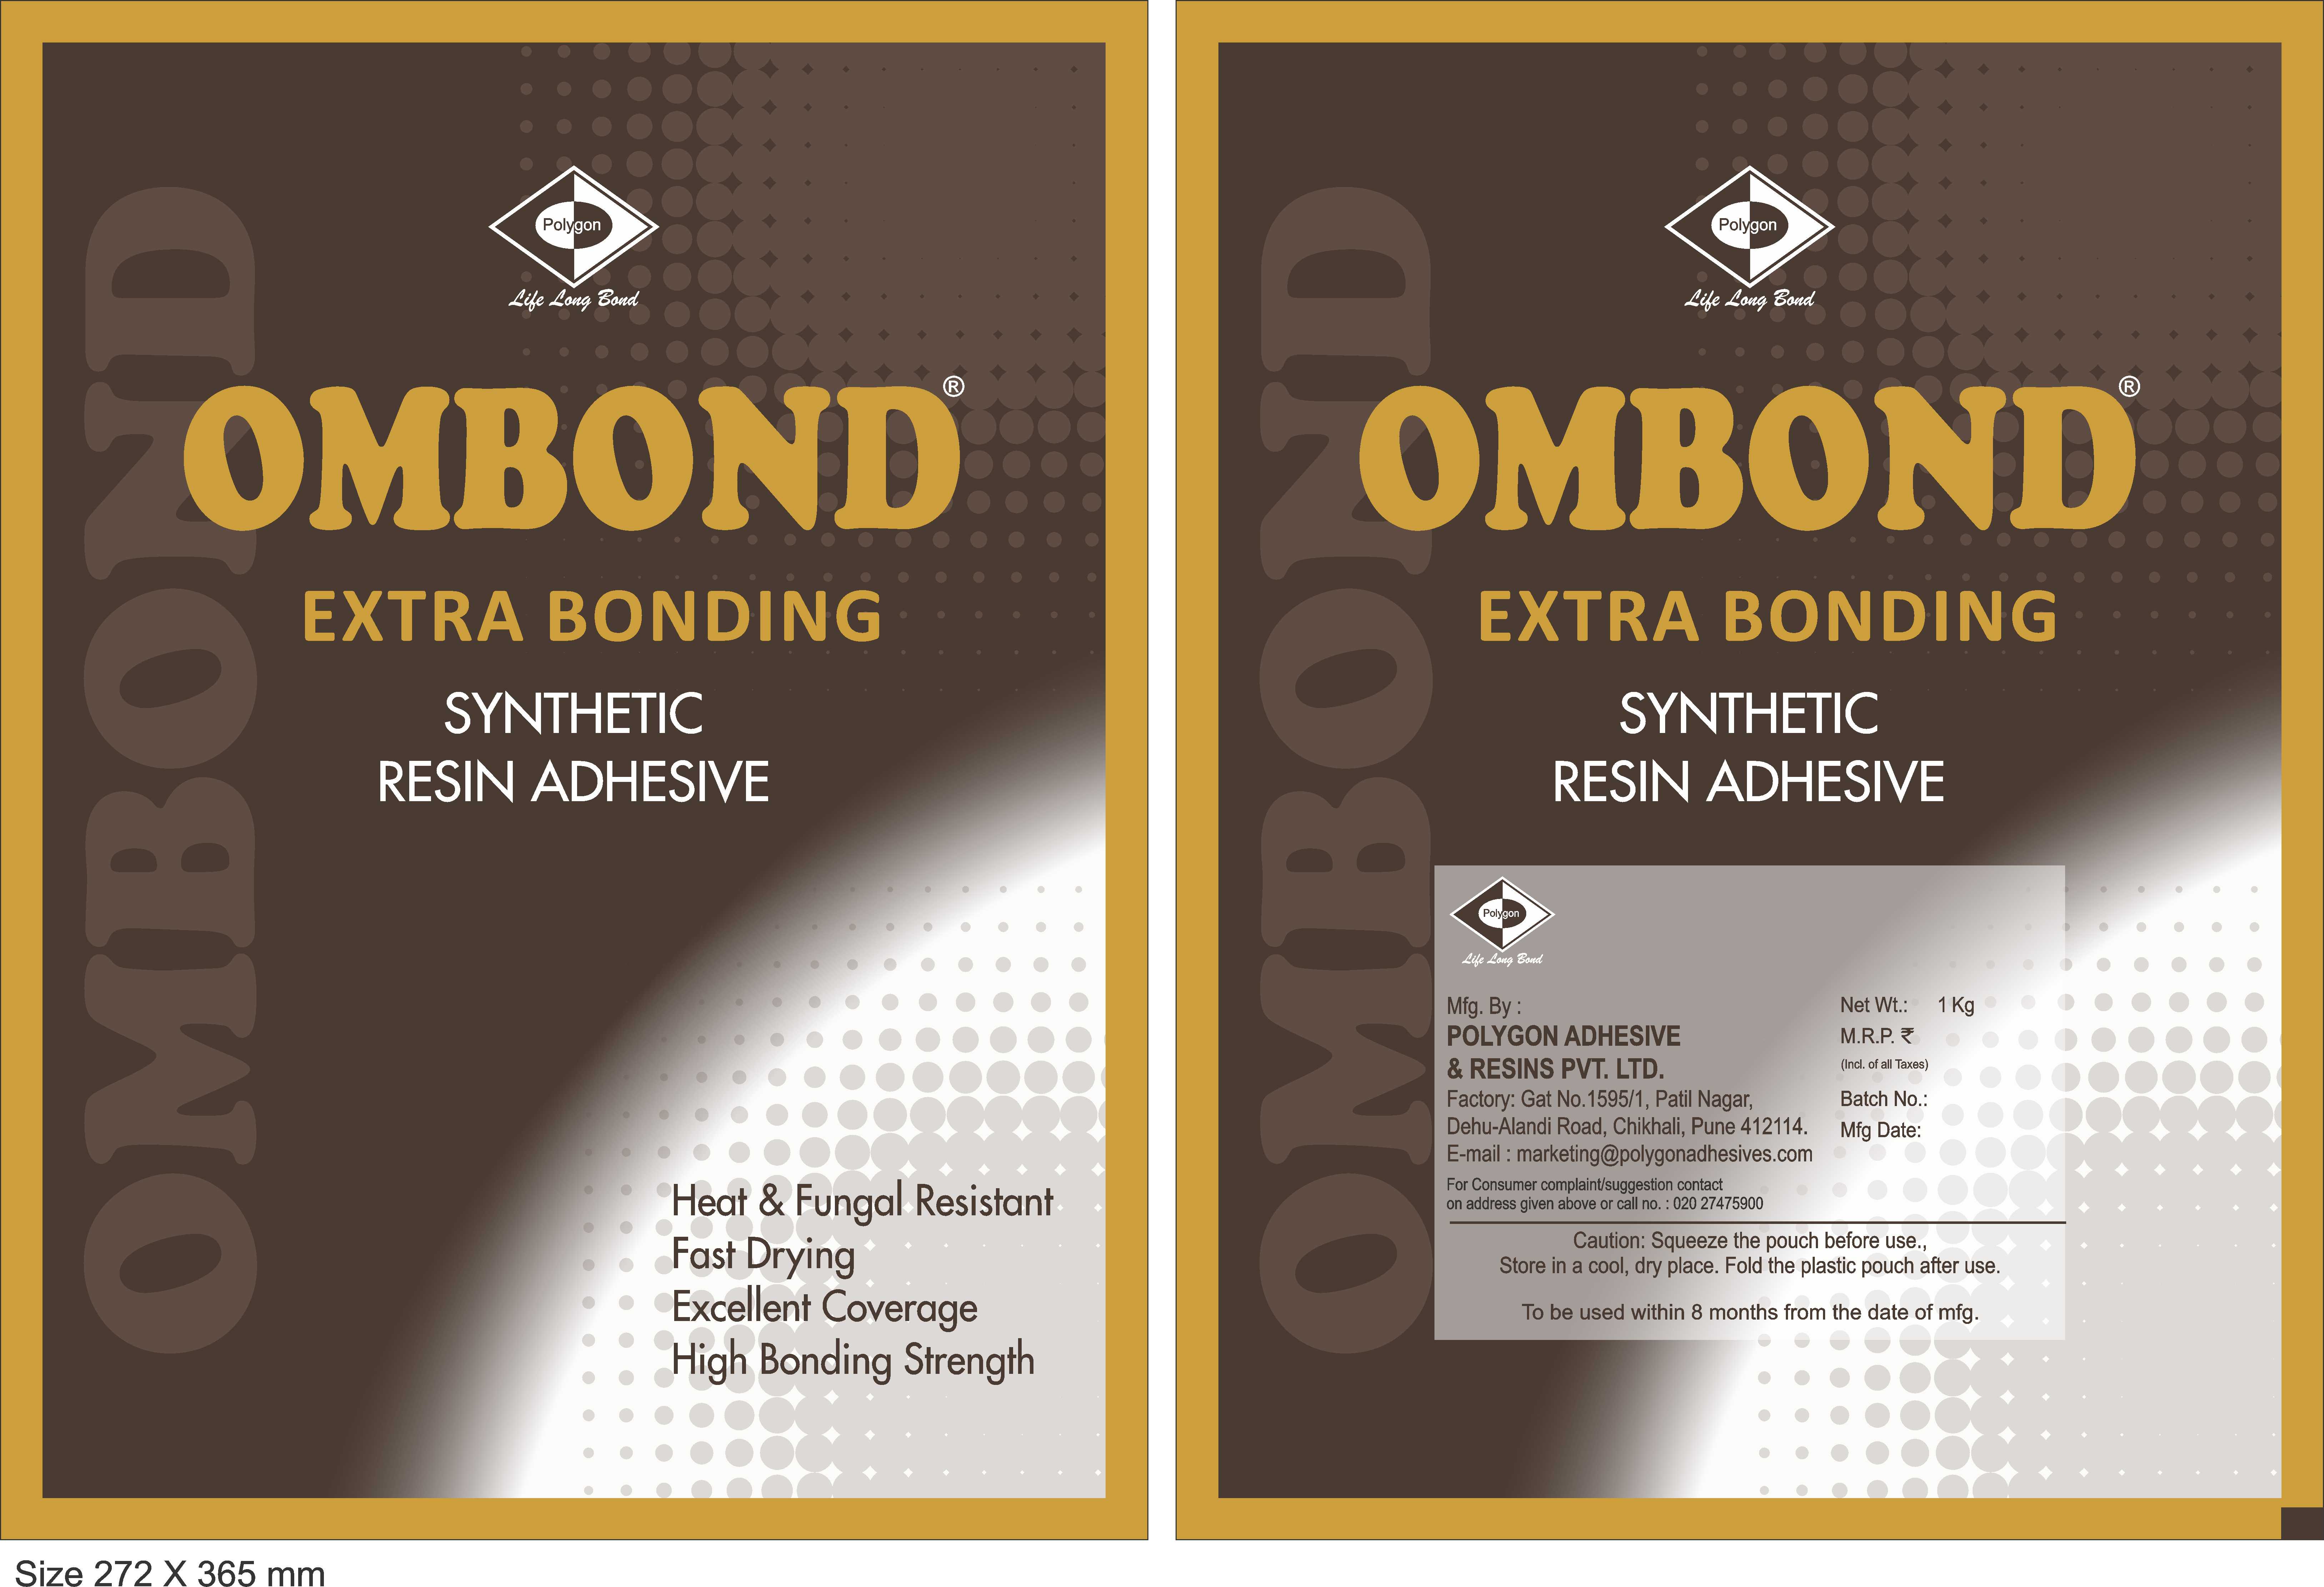 OMBOND
Polygon
Life Long Bond
OMBOND®
EXTRA BONDING
SYNTHETIC
RESIN ADHESIVE
Heat & Fungal Resistant
Fast Drying
Excellent Coverage
High Bonding Strength
OMBOND
Polygon
Life Long Bond
OMBOND®
EXTRA BONDING
SYNTHETIC
RESIN ADHESIVE
Polygon
Life Long Bond
Mfg. By :
POLYGON ADHESIVE
& RESINS PVT. LTD.
Factory: Gat No.1595/1, Patil Nagar,
Dehu-Alandi Road, Chikhali, Pune 412114.
E-mail : marketing@polygonadhesives.com
For Consumer complaint/suggestion contact
on address given above or call no. : 020 27475900
Net Wt.: 1 Kg
M.R.P. ₹
(Incl. of all Taxes)
Batch No.:
Mfg Date:
Caution: Squeeze the pouch before use.,
Store in a cool, dry place. Fold the plastic pouch after use.
To be used within 8 months from the date of mfg.
Size 272 X 365 mm